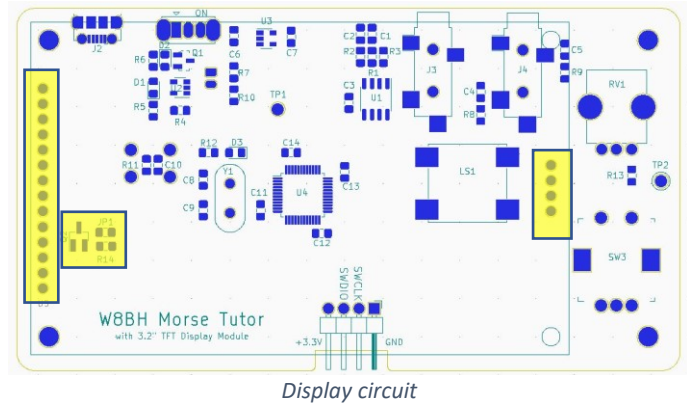 ON
J2
U3
D2
Q1
R6
C6
C7
C2
C1
R2
R3
C5
J3
J4
R7
R9
D1
U2
R1
RV1
R10
TP1
C3
U1
C4
R5
R4
R8
R12
D3
C14
TP2
R11
C10
Y1
C8
C13
LS1
R13
U4
C9
C11
JP1
C12
R14
SW3
SWDIO
SWCLK
W8BH Morse Tutor
with 3.2" TFT Display Module
+3.3V
GND
Display circuit